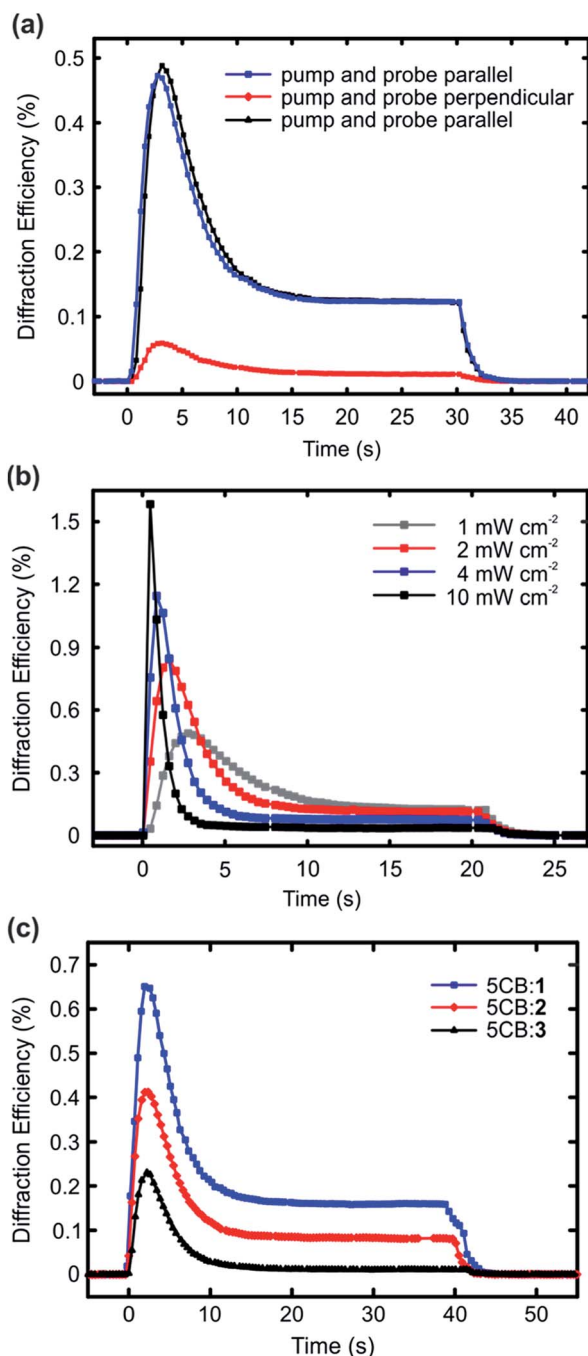 (a)
0.5
0.4
0.3
0.2
0.1
0
Diffraction Efficiency (%)
pump and probe parallel
pump and probe perpendicular
pump and probe parallel
0 5 10 15 20 25 30 35 40
Time (s)
(b)
1.5
1.2
0.9
0.6
0.3
0
Diffraction Efficiency (%)
1 mW cm⁻²
2 mW cm⁻²
4 mW cm⁻²
10 mW cm⁻²
0 5 10 15 20 25
Time (s)
(c)
0.7
0.6
0.5
0.4
0.3
0.2
0.1
0
Diffraction Efficiency (%)
5CB:1
5CB:2
5CB:3
0 10 20 30 40 50
Time (s)